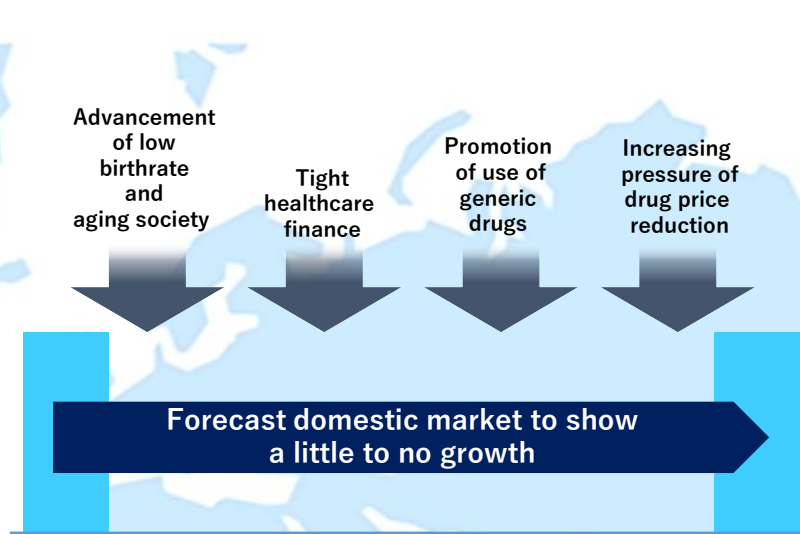 Advancement
of low
birthrate
and
aging society
Tight
healthcare
finance
Promotion
of use of
generic
drugs
Increasing
pressure of
drug price
reduction
Forecast domestic market to show
a little to no growth